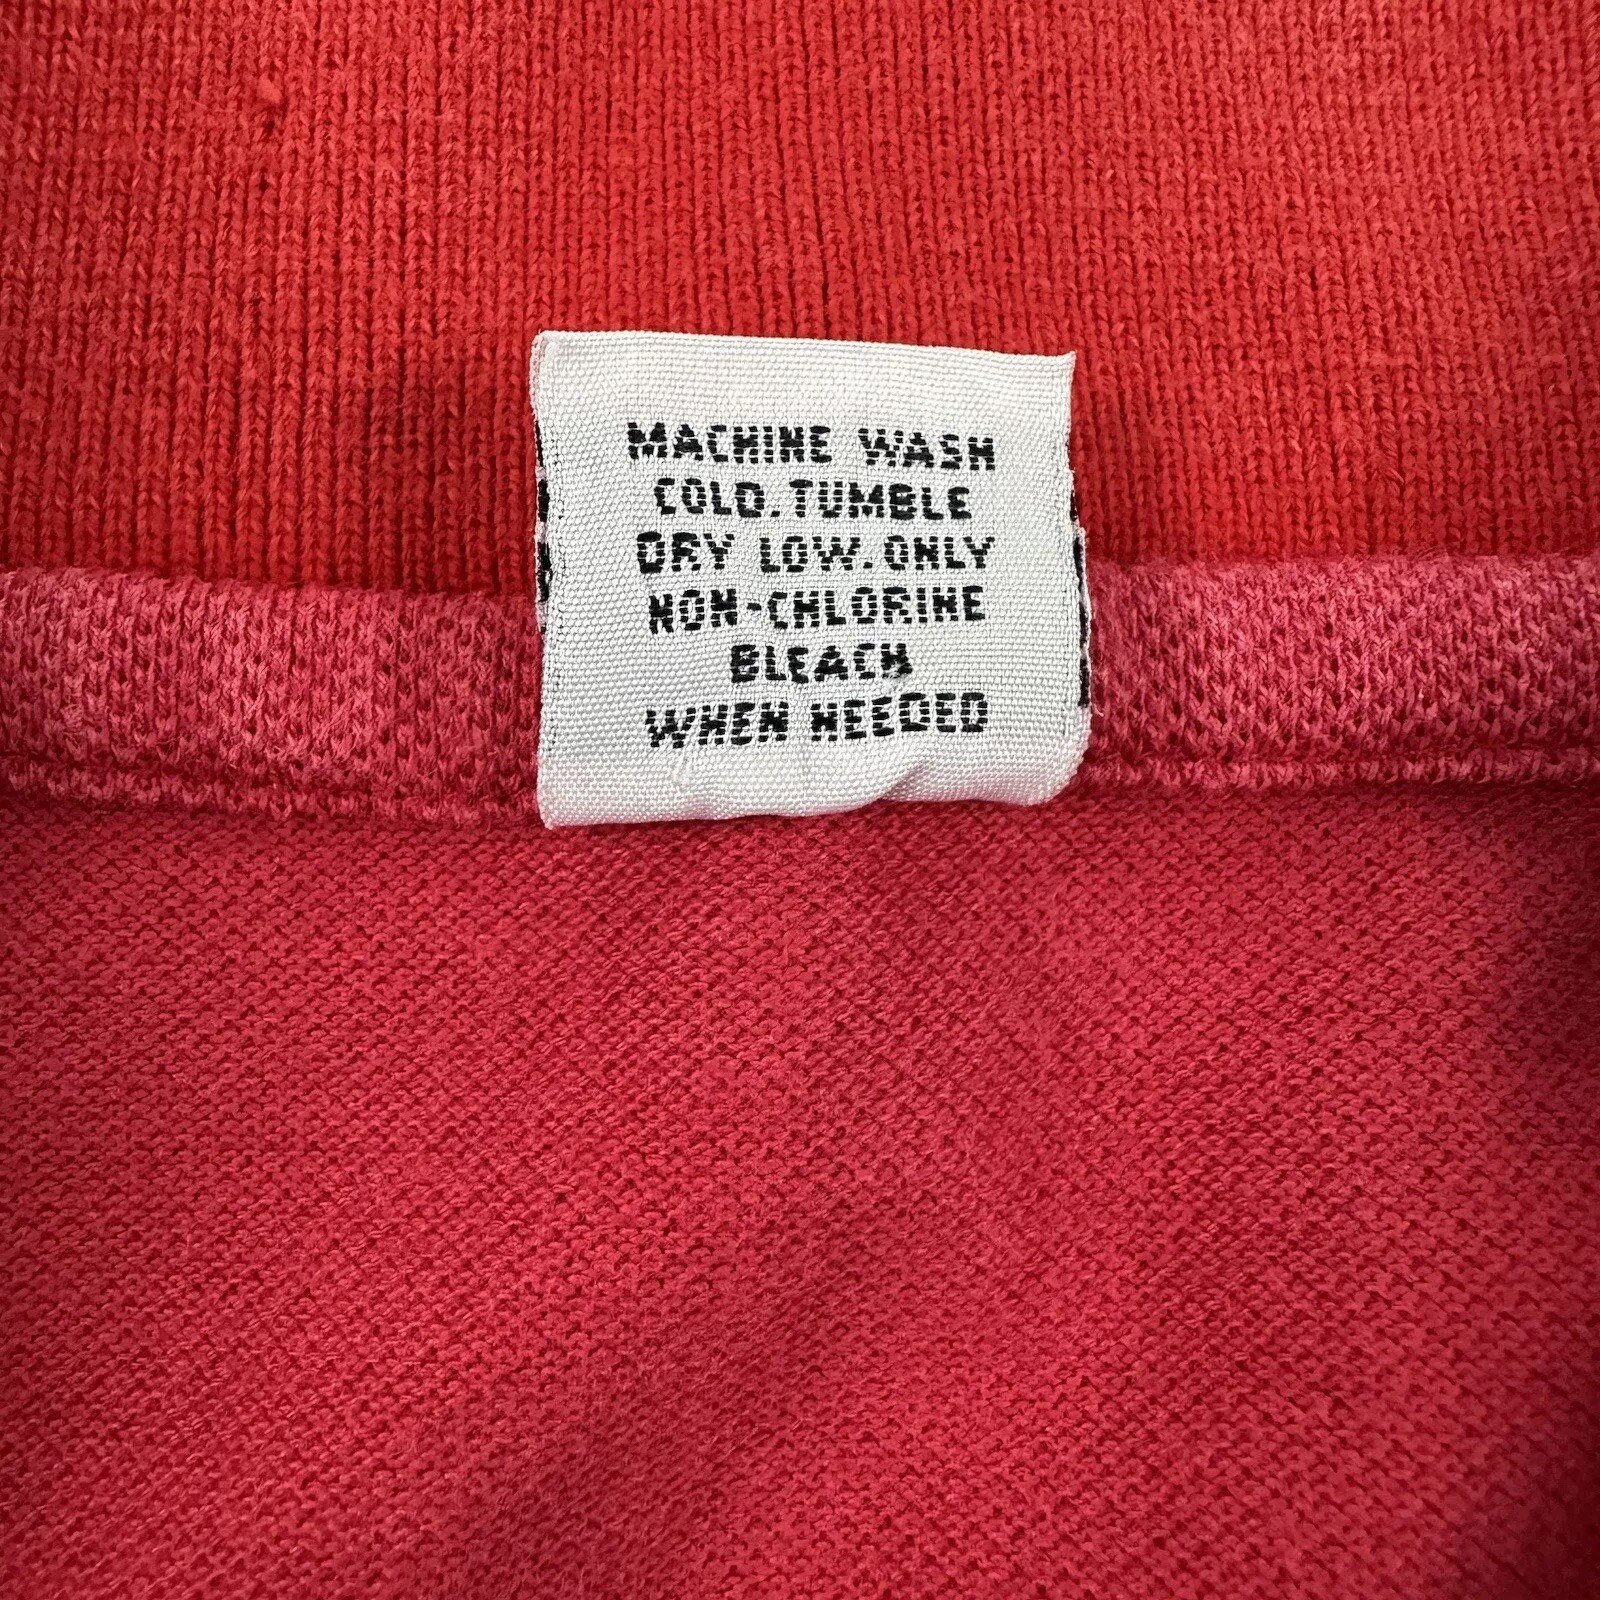 MACHINE WASH
COLD.TUMBLE
DRY LOW.ONLY
NON-CHLORINE
BLEACH
WHEN NEEDED